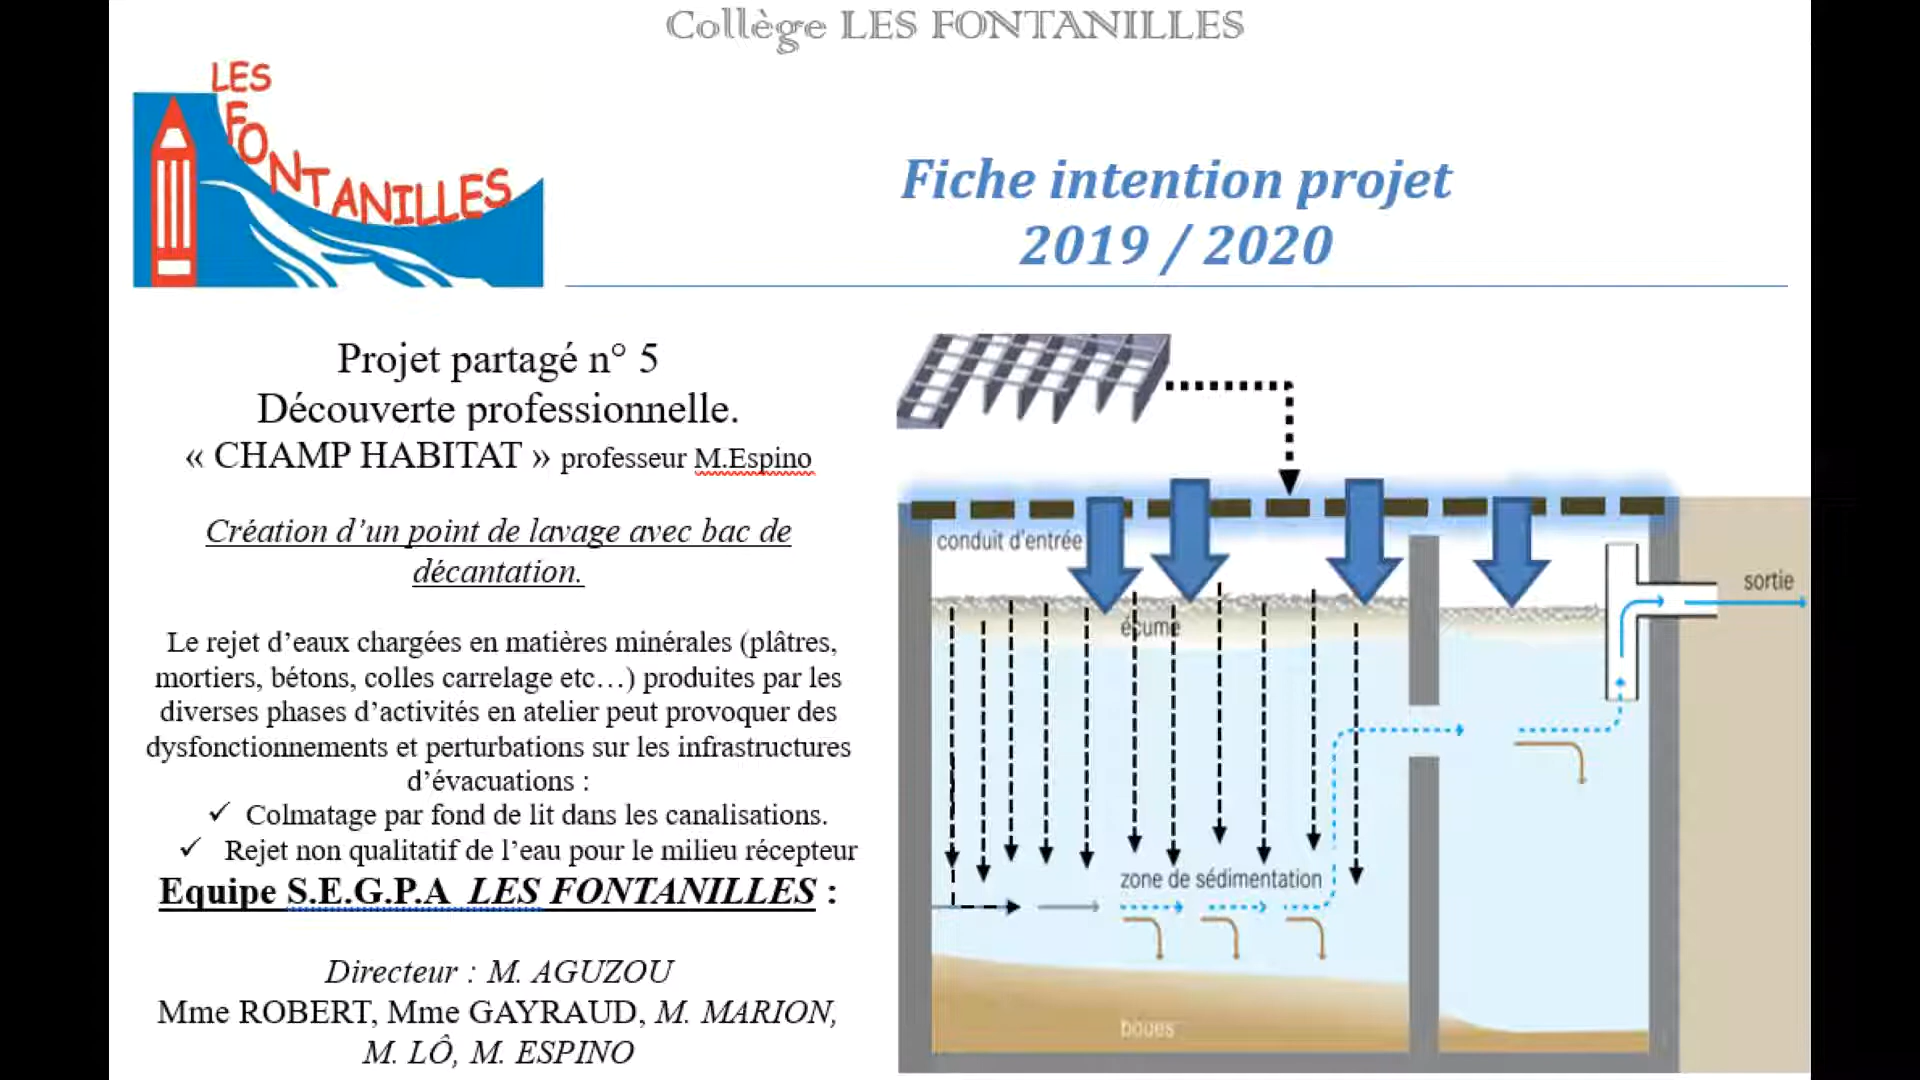 Collège LES FONTANILLES
LES
FONTANILLES
Fiche intention projet
2019 / 2020
Projet partagé n° 5
Découverte professionnelle.
« CHAMP HABITAT » professeur M.Espino
Création d’un point de lavage avec bac de
décantation.
Le rejet d’eaux chargées en matières minérales (plâtres,
mortiers, bétons, colles carrelage etc…) produites par les
diverses phases d’activités en atelier peut provoquer des
dysfonctionnements et perturbations sur les infrastructures
d’évacuations :
✓ Colmatage par fond de lit dans les canalisations.
✓ Rejet non qualitatif de l’eau pour le milieu récepteur
Equipe S.E.G.P.A LES FONTANILLES :
Directeur : M. AGUZOU
Mme ROBERT, Mme GAYRAUD, M. MARION,
M. LÔ, M. ESPINO
conduit d'entrée
sortie
écume
zone de sédimentation
boues